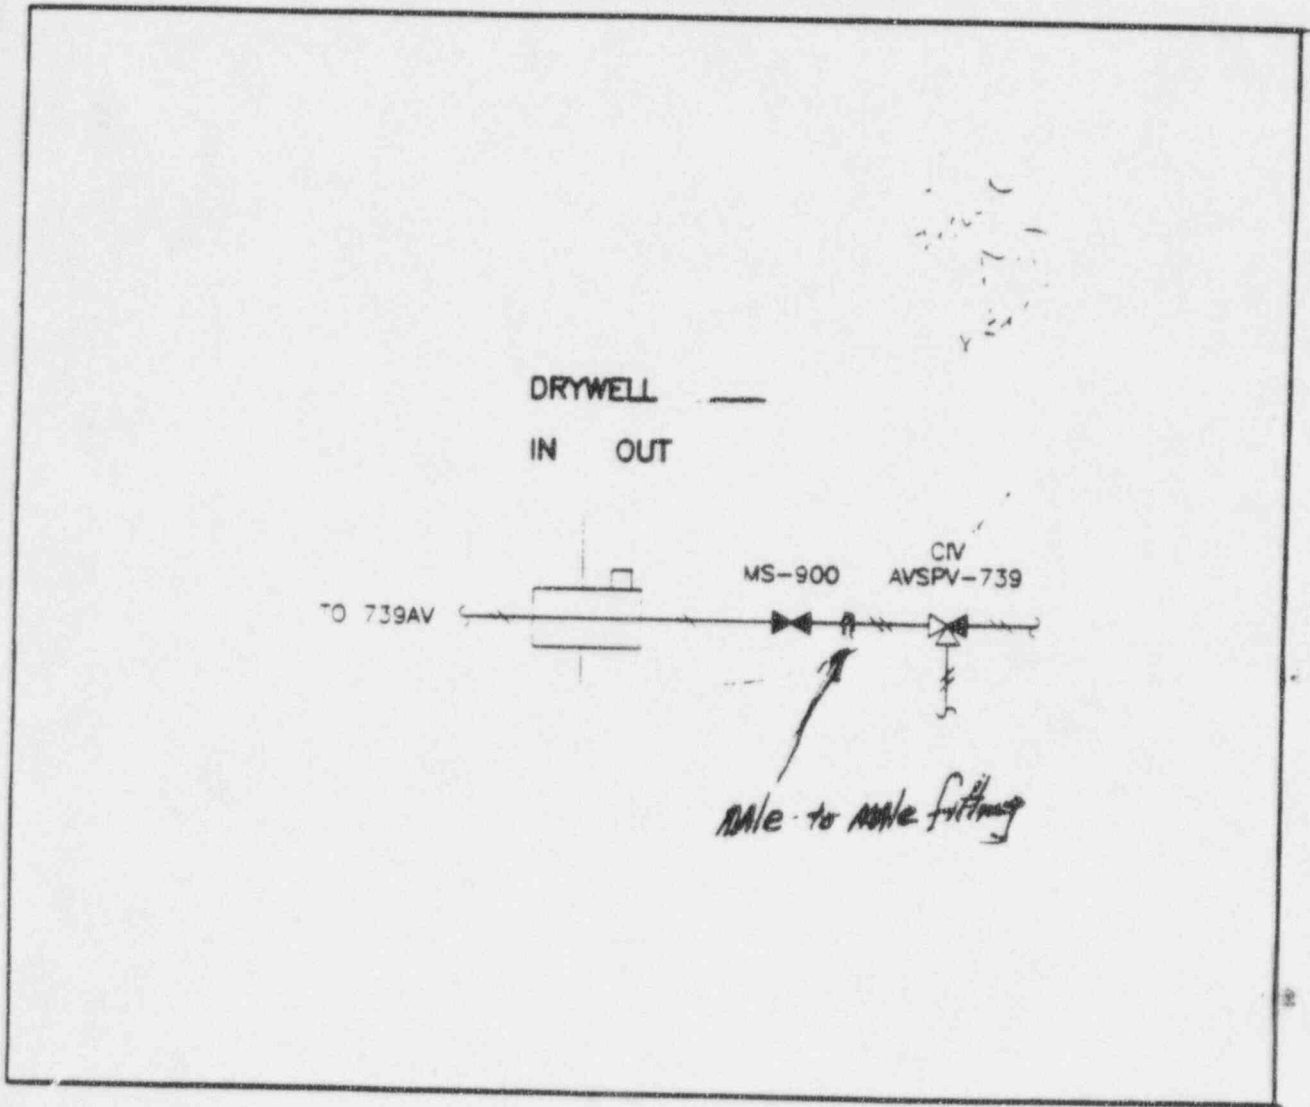 DRYWELL
IN OUT
CIV
MS-900 AVSPV-739
TO 739AV
Male to Male fitting